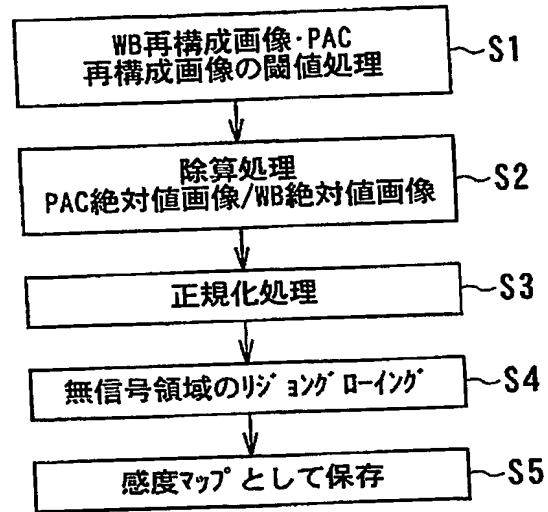 WB再構成画像･PAC
再構成画像の閾値処理
S1
除算処理
PAC絶対値画像/WB絶対値画像
S2
正規化処理
S3
無信号領域のﾘｼﾞｮﾝｸﾞﾛｰｲﾝｸﾞ
S4
感度ﾏｯﾌﾟとして保存
S5